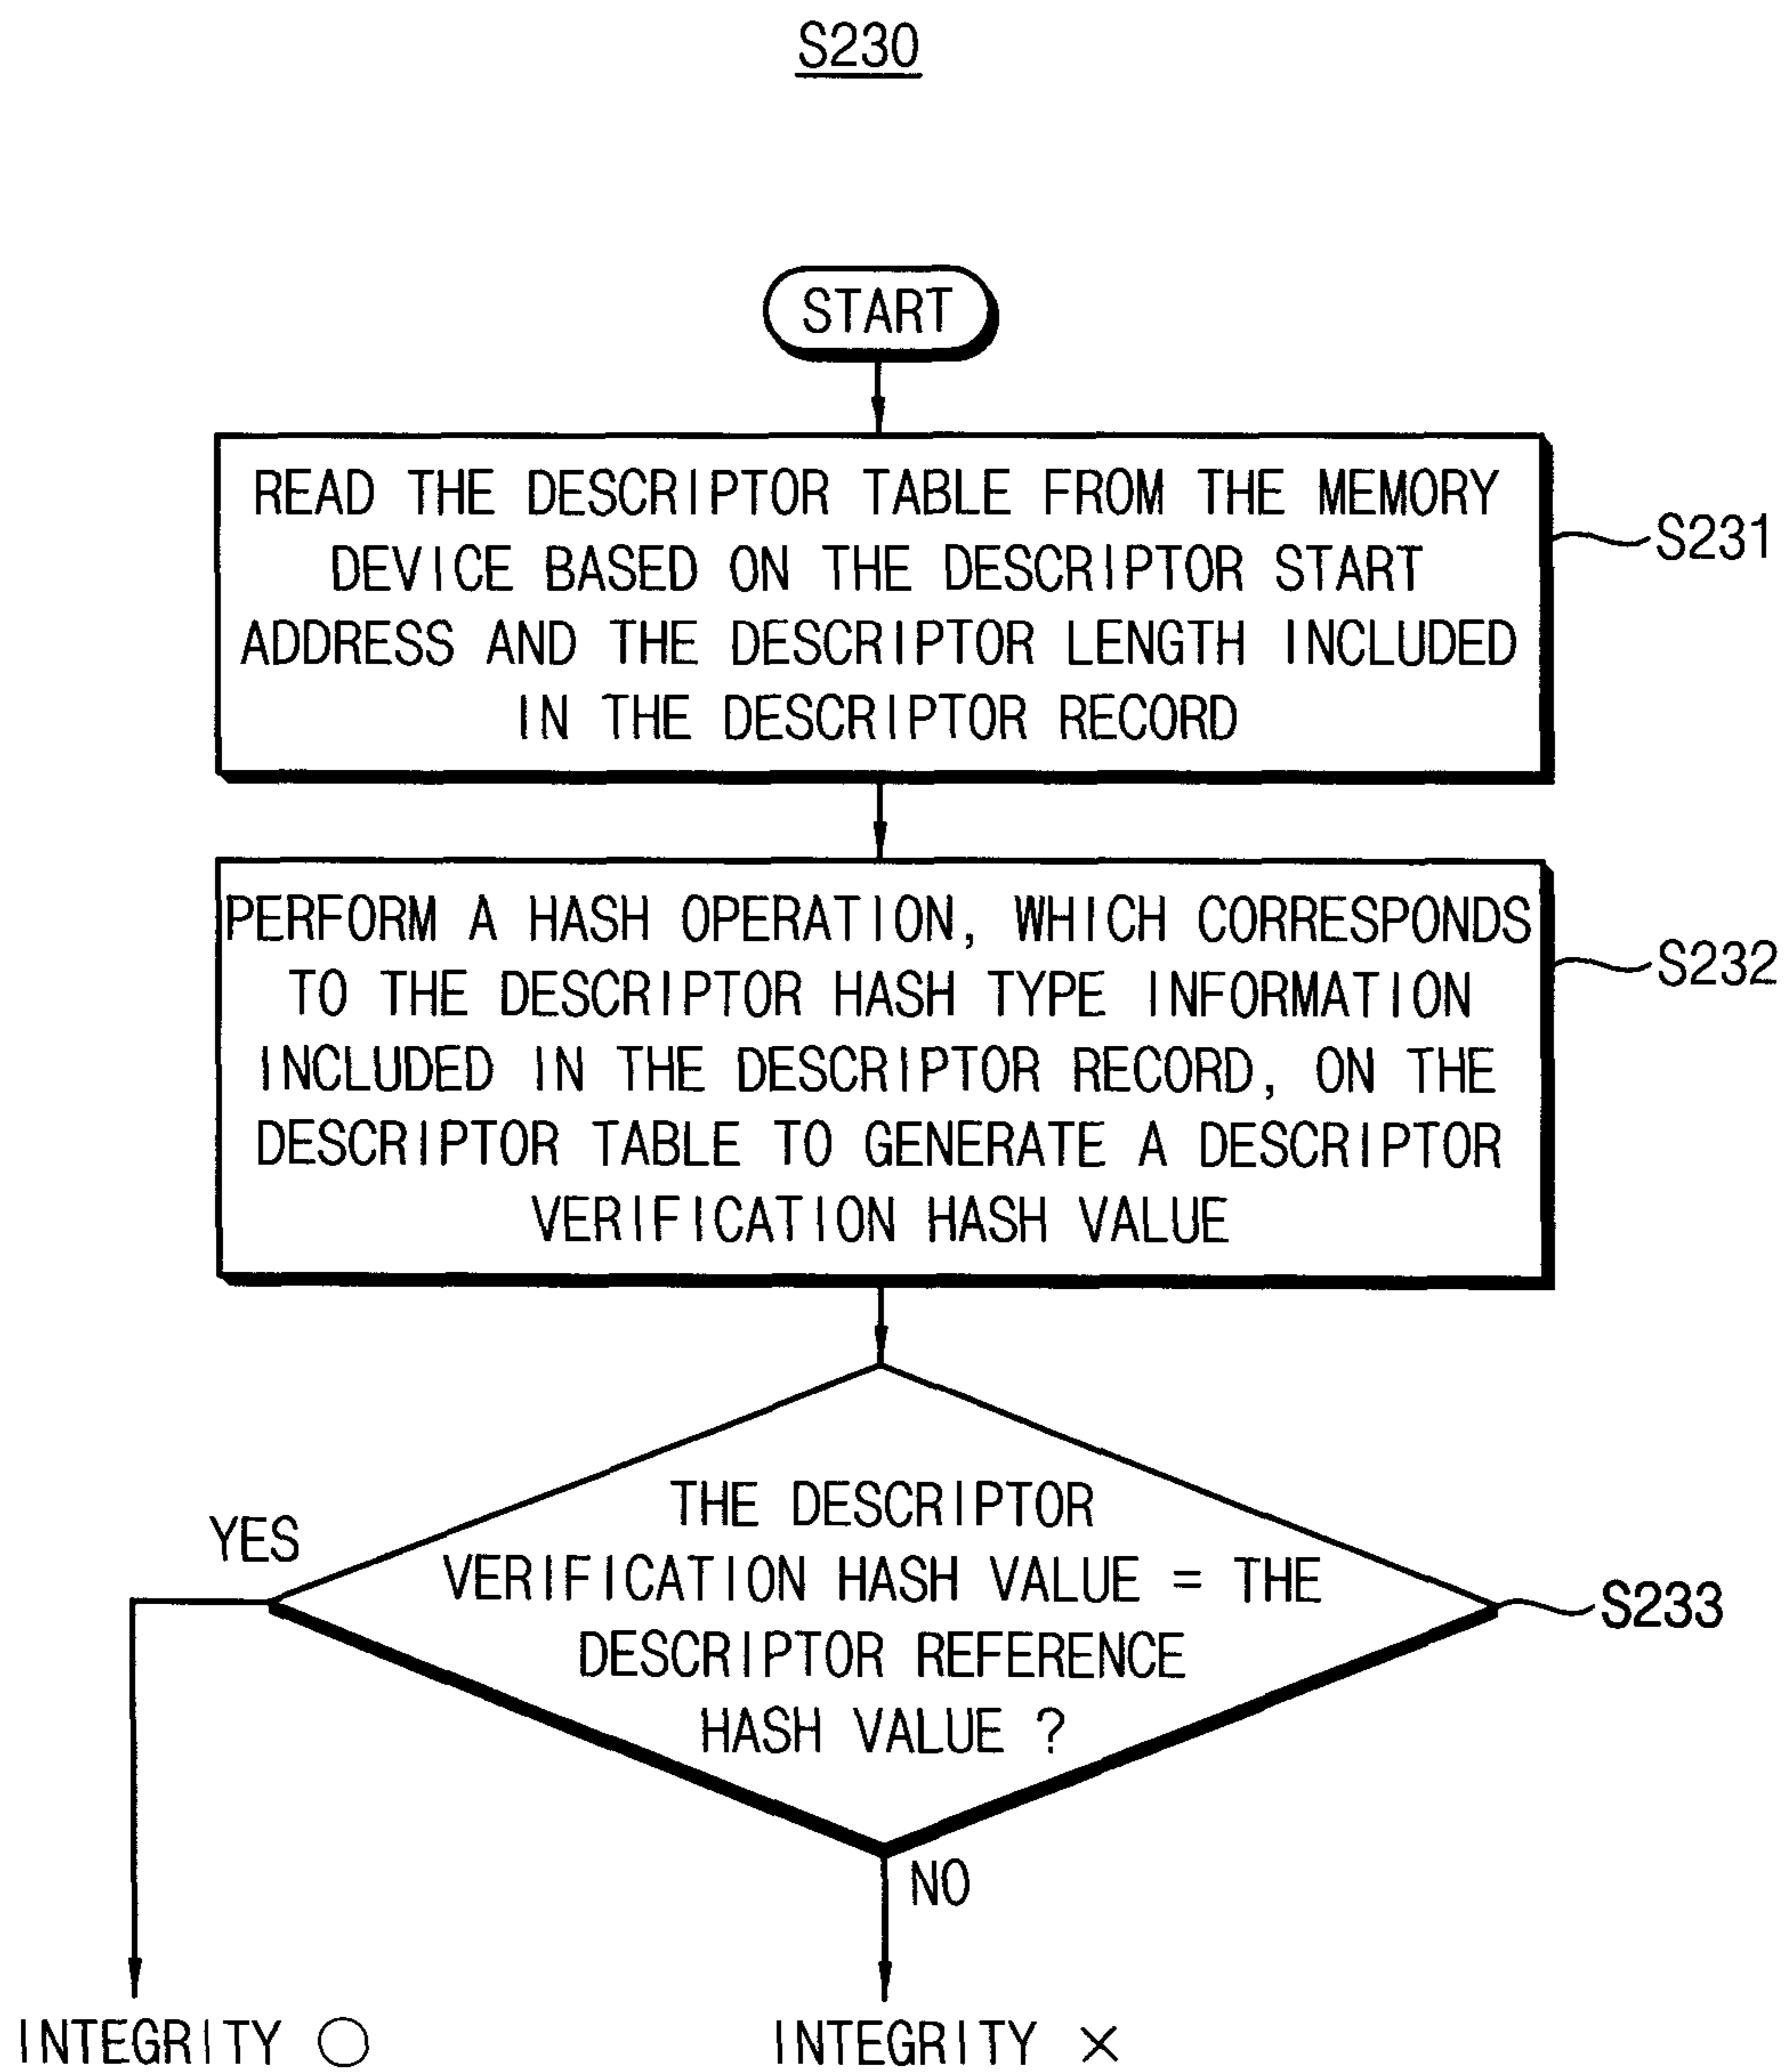 S230
START
READ THE DESCRIPTOR TABLE FROM THE MEMORY
DEVICE BASED ON THE DESCRIPTOR START
ADDRESS AND THE DESCRIPTOR LENGTH INCLUDED
IN THE DESCRIPTOR RECORD
S231
PERFORM A HASH OPERATION, WHICH CORRESPONDS
TO THE DESCRIPTOR HASH TYPE INFORMATION
INCLUDED IN THE DESCRIPTOR RECORD, ON THE
DESCRIPTOR TABLE TO GENERATE A DESCRIPTOR
VERIFICATION HASH VALUE
S232
THE DESCRIPTOR
VERIFICATION HASH VALUE = THE
DESCRIPTOR REFERENCE
HASH VALUE ?
S233
YES
NO
INTEGRITY ○
INTEGRITY ×